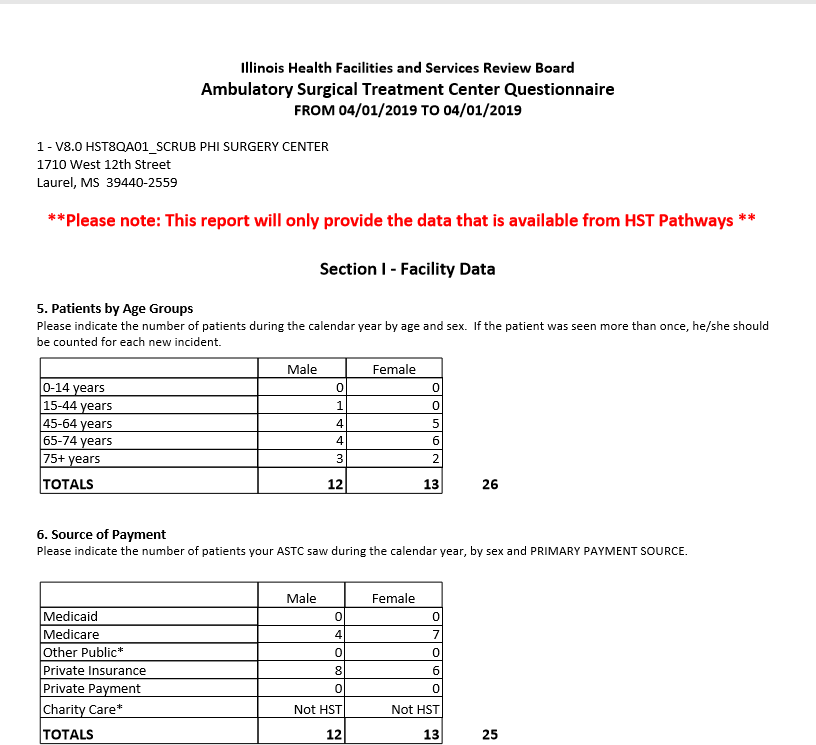 Illinois Health Facilities and Services Review Board
Ambulatory Surgical Treatment Center Questionnaire
FROM 04/01/2019 TO 04/01/2019
1 - V8.0 HST8QA01_SCRUB PHI SURGERY CENTER
1710 West 12th Street
Laurel, MS  39440-2559
**Please note: This report will only provide the data that is available from HST Pathways **
Section I - Facility Data
5. Patients by Age Groups
Please indicate the number of patients during the calendar year by age and sex.  If the patient was seen more than once, he/she should
be counted for each new incident.
Male Female
0-14 years 0 0
15-44 years 1 0
45-64 years 4 5
65-74 years 4 6
75+ years 3 2
TOTALS 12 13 26
6. Source of Payment
Please indicate the number of patients your ASTC saw during the calendar year, by sex and PRIMARY PAYMENT SOURCE.
Male Female
Medicaid 0 0
Medicare 4 7
Other Public* 0 0
Private Insurance 8 6
Private Payment 0 0
Charity Care* Not HST Not HST
TOTALS 12 13 25